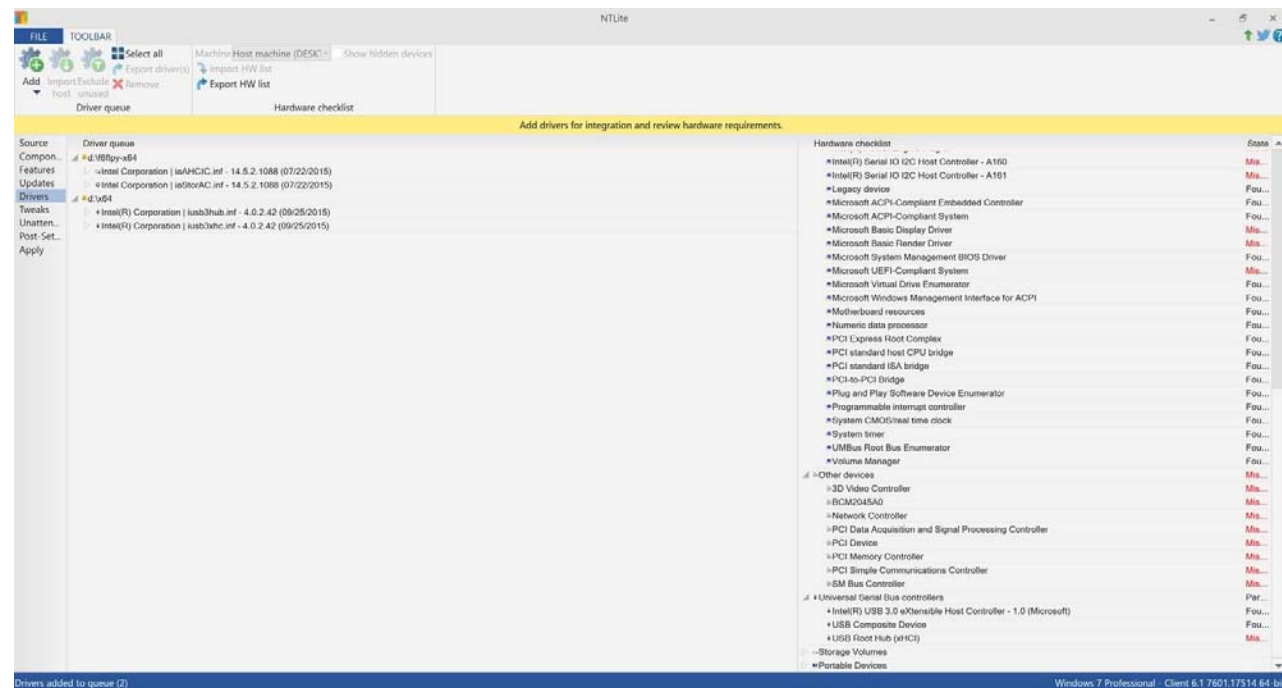 NTLite
FILE TOOLBAR
Add
Import host
Exclude unused
Select all
Export driver(s)
Remove
Driver queue
Machine Host machine (DESK
Show hidden devices
Import HW list
Export HW list
Hardware checklist
Add drivers for integration and review hardware requirements.
Source
Compon...
Features
Updates
Drivers
Tweaks
Unatten...
Post-Set...
Apply
Driver queue
d:\f6flpy-x64
Intel Corporation | iaAHCIC.inf - 14.5.2.1088 (07/22/2015)
Intel Corporation | iaStorAC.inf - 14.5.2.1088 (07/22/2015)
d:\x64
Intel(R) Corporation | iusb3hub.inf - 4.0.2.42 (09/25/2015)
Intel(R) Corporation | iusb3xhc.inf - 4.0.2.42 (09/25/2015)
Hardware checklist State
Intel(R) Serial IO I2C Host Controller - A160 Mis...
Intel(R) Serial IO I2C Host Controller - A161 Mis...
Legacy device Fou...
Microsoft ACPI-Compliant Embedded Controller Fou...
Microsoft ACPI-Compliant System Fou...
Microsoft Basic Display Driver Mis...
Microsoft Basic Render Driver Mis...
Microsoft System Management BIOS Driver Fou...
Microsoft UEFI-Compliant System Mis...
Microsoft Virtual Drive Enumerator Fou...
Microsoft Windows Management Interface for ACPI Fou...
Motherboard resources Fou...
Numeric data processor Fou...
PCI Express Root Complex Fou...
PCI standard host CPU bridge Fou...
PCI standard ISA bridge Fou...
PCI-to-PCI Bridge Fou...
Plug and Play Software Device Enumerator Fou...
Programmable interrupt controller Fou...
System CMOS/real time clock Fou...
System timer Fou...
UMBus Root Bus Enumerator Fou...
Volume Manager Fou...
Other devices Mis...
3D Video Controller Mis...
BCM2045A0 Mis...
Network Controller Mis...
PCI Data Acquisition and Signal Processing Controller Mis...
PCI Device Mis...
PCI Memory Controller Mis...
PCI Simple Communications Controller Mis...
SM Bus Controller Mis...
Universal Serial Bus controllers Par...
Intel(R) USB 3.0 eXtensible Host Controller - 1.0 (Microsoft) Fou...
USB Composite Device Fou...
USB Root Hub (xHCI) Mis...
Storage Volumes
Portable Devices
Drivers added to queue (2)
Windows 7 Professional - Client 6.1 7601.17514 64-bi